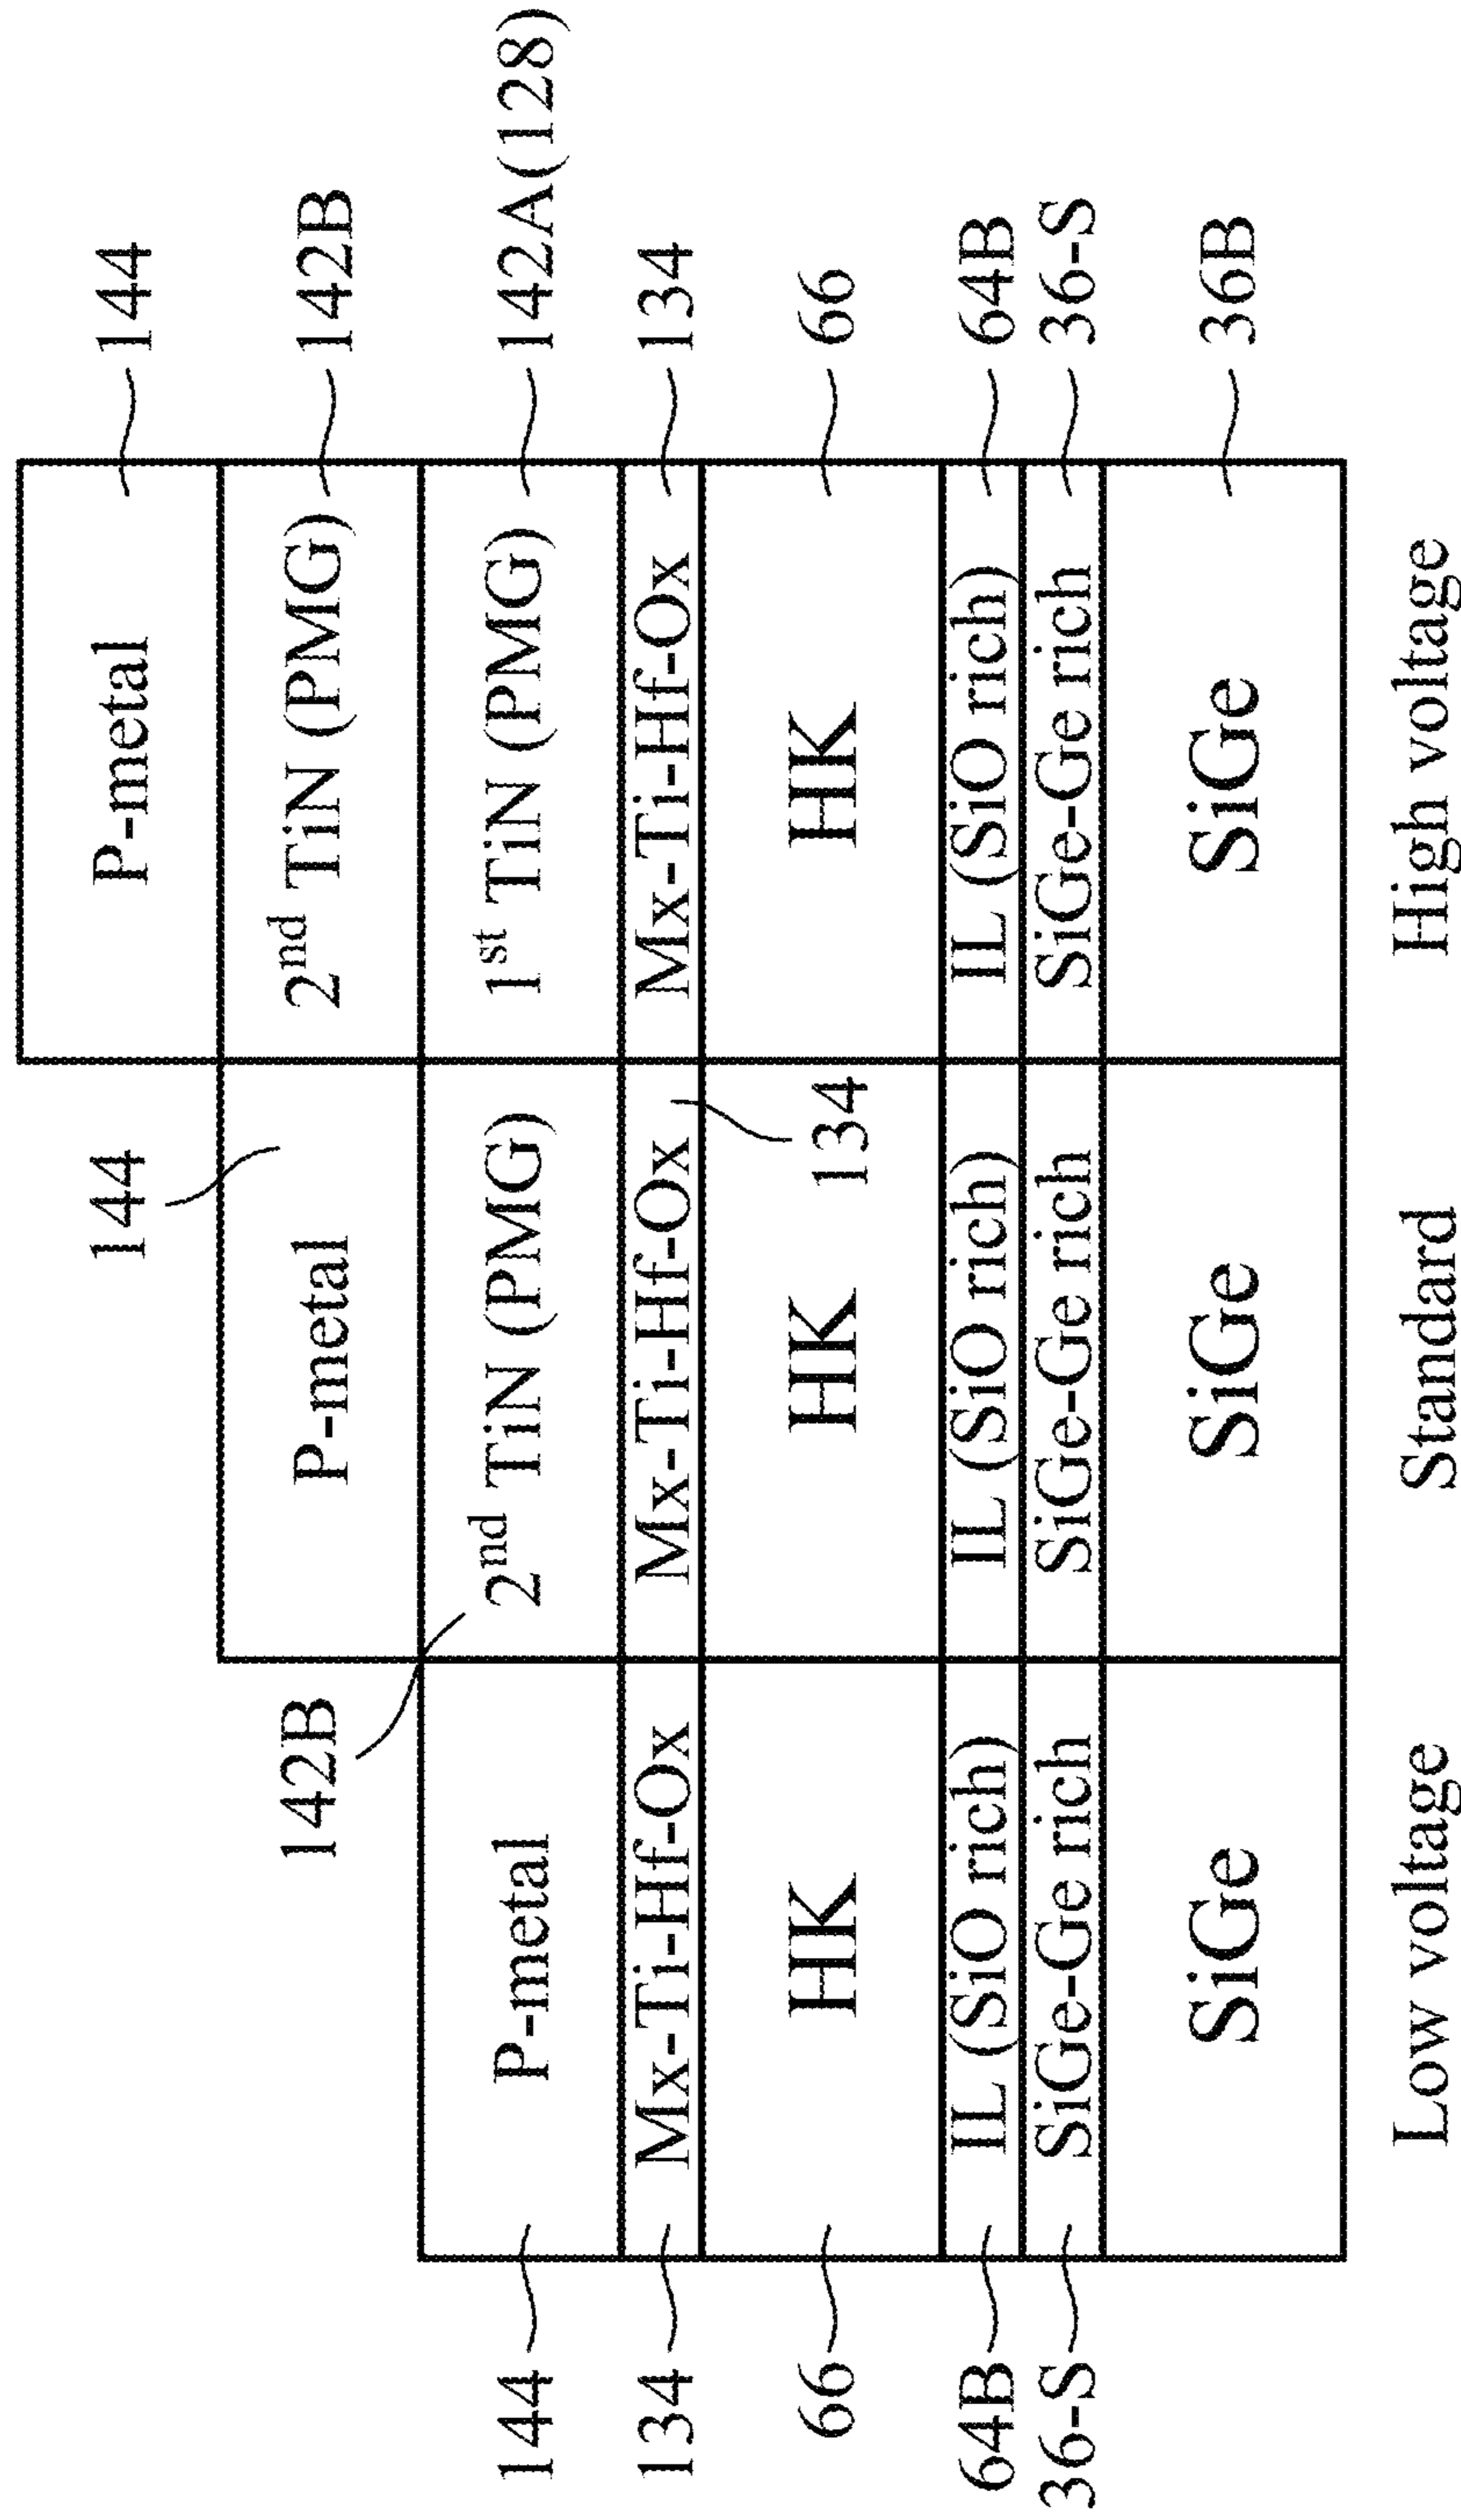 144
P-metal
144
2nd TiN (PMG)
142B
142B
P-metal
144
144
P-metal
2nd TiN (PMG)
1st TiN (PMG)
142A(128)
134
Mx-Ti-Hf-Ox
Mx-Ti-Hf-Ox
Mx-Ti-Hf-Ox
134
66
HK
HK
134
HK
66
64B
IL (SiO rich)
IL (SiO rich)
IL (SiO rich)
64B
36-S
SiGe-Ge rich
SiGe-Ge rich
SiGe-Ge rich
36-S
SiGe
SiGe
SiGe
36B
Low voltage
Standard
High voltage